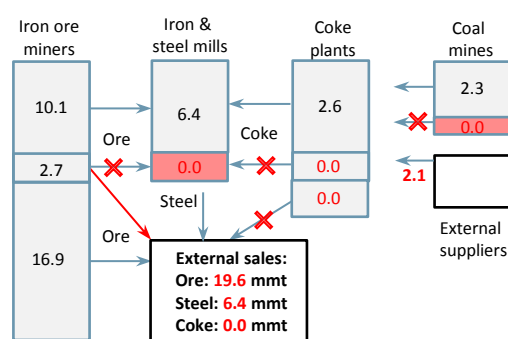 Iron ore
miners
Iron &
steel mills
Coke
plants
Coal
mines
10.1
6.4
2.6
2.3
Ore
Coke
0.0
2.7
0.0
0.0
2.1
0.0
Steel
External
suppliers
Ore
16.9
External sales:
Ore: 19.6 mmt
Steel: 6.4 mmt
Coke: 0.0 mmt